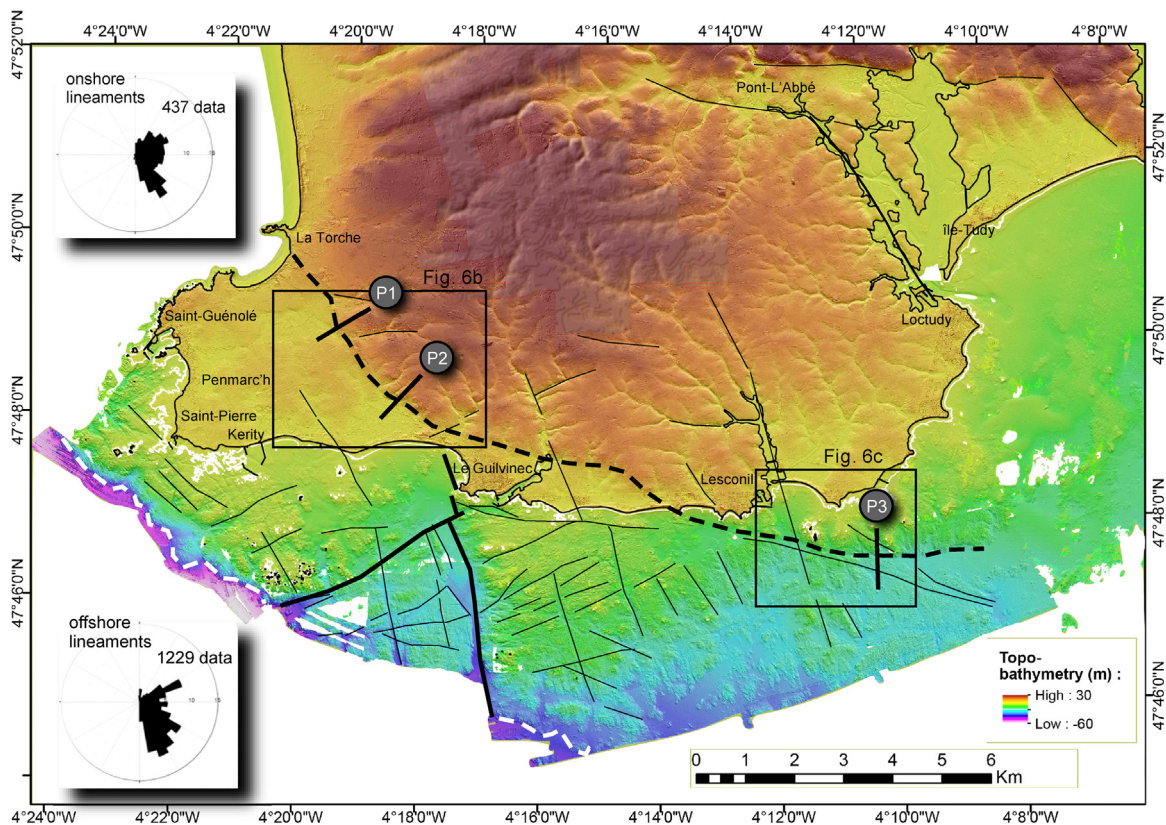 4°24'0"W 4°22'0"W 4°20'0"W 4°18'0"W 4°16'0"W 4°14'0"W 4°12'0"W 4°10'0"W 4°8'0"W
47°52'0"N
onshore
lineaments
437 data
10 15
Pont-L'Abbé
47°52'0"N
47°50'0"N
La Torche
île-Tudy
Fig. 6b
P1
Saint-Guénolé
Loctudy
47°50'0"N
P2
Penmarc'h
47°48'0"N
Saint-Pierre
Kerity
Fig. 6c
Le Guilvinec
Lesconil
P3
47°48'0"N
47°46'0"N
offshore
lineaments
1229 data
10 15
Topo-
bathymetry (m) :
High : 30
Low : -60
47°46'0"N
0 1 2 3 4 5 6
Km
4°24'0"W 4°22'0"W 4°20'0"W 4°18'0"W 4°16'0"W 4°14'0"W 4°12'0"W 4°10'0"W 4°8'0"W